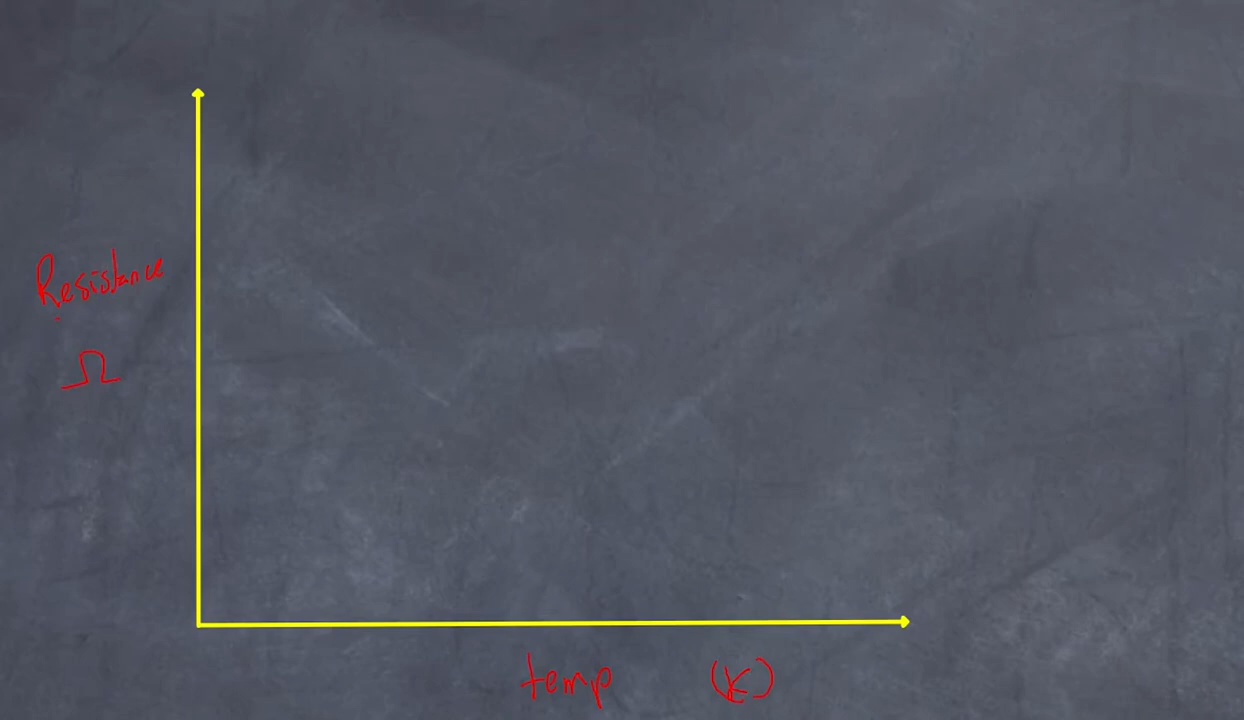 Resistance
Ω
temp (K)